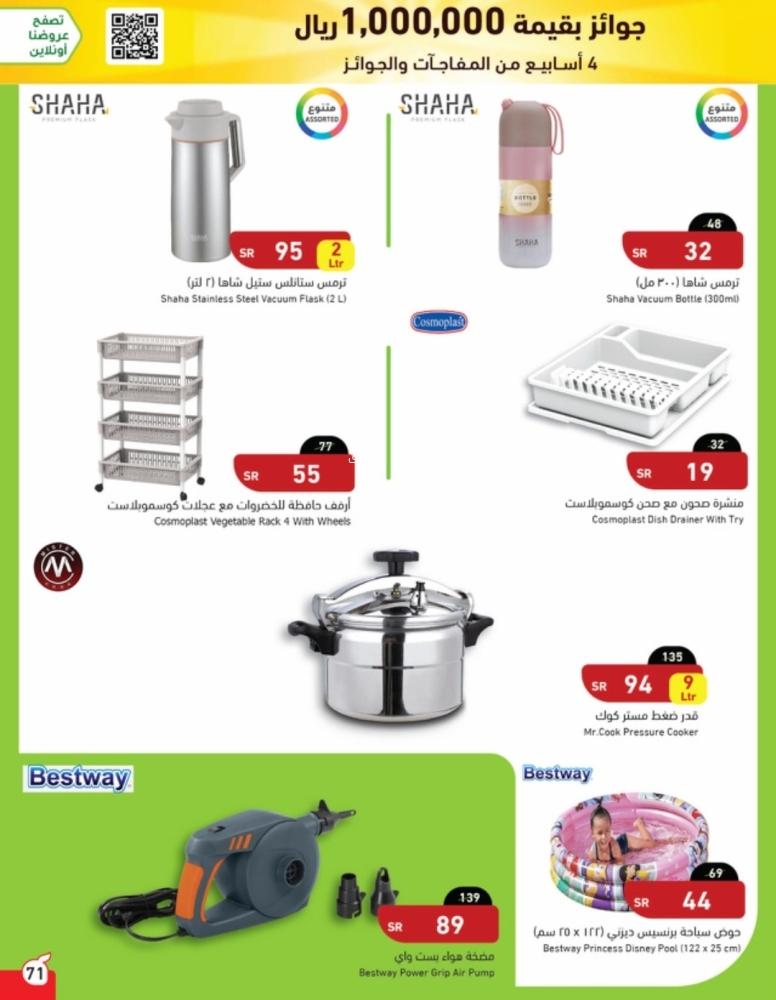 تصفح
عروضنا
أونلاين
جوائز بقيمة 1,000,000 ريال
4 أسابيع من المفاجآت والجوائز
SHAHA
PREMIUM FLASK
متنوع
ASSORTED
SHAHA
SR 95
2
Ltr
ترمس ستانلس ستيل شاها (٢ لتر)
Shaha Stainless Steel Vacuum Flask (2 L)
SHAHA
PREMIUM FLASK
متنوع
ASSORTED
BOTTLE
SHAHA
48
SR 32
ترمس شاها (٣٠٠ مل)
Shaha Vacuum Bottle (300ml)
77
SR 55
أرفف حافظة للخضروات مع عجلات كوسموبلاست
Cosmoplast Vegetable Rack 4 With Wheels
Cosmoplast
32
SR 19
منشرة صحون مع صحن كوسموبلاست
Cosmoplast Dish Drainer With Try
MISTER
M
COOK
135
SR 94
9
Ltr
قدر ضغط مستر كوك
Mr.Cook Pressure Cooker
Bestway
139
SR 89
مضخة هواء بست واي
Bestway Power Grip Air Pump
Bestway
69
SR 44
حوض سباحة برنسيس ديزني (١٢٢ x ٢٥ سم)
Bestway Princess Disney Pool (122 x 25 cm)
71